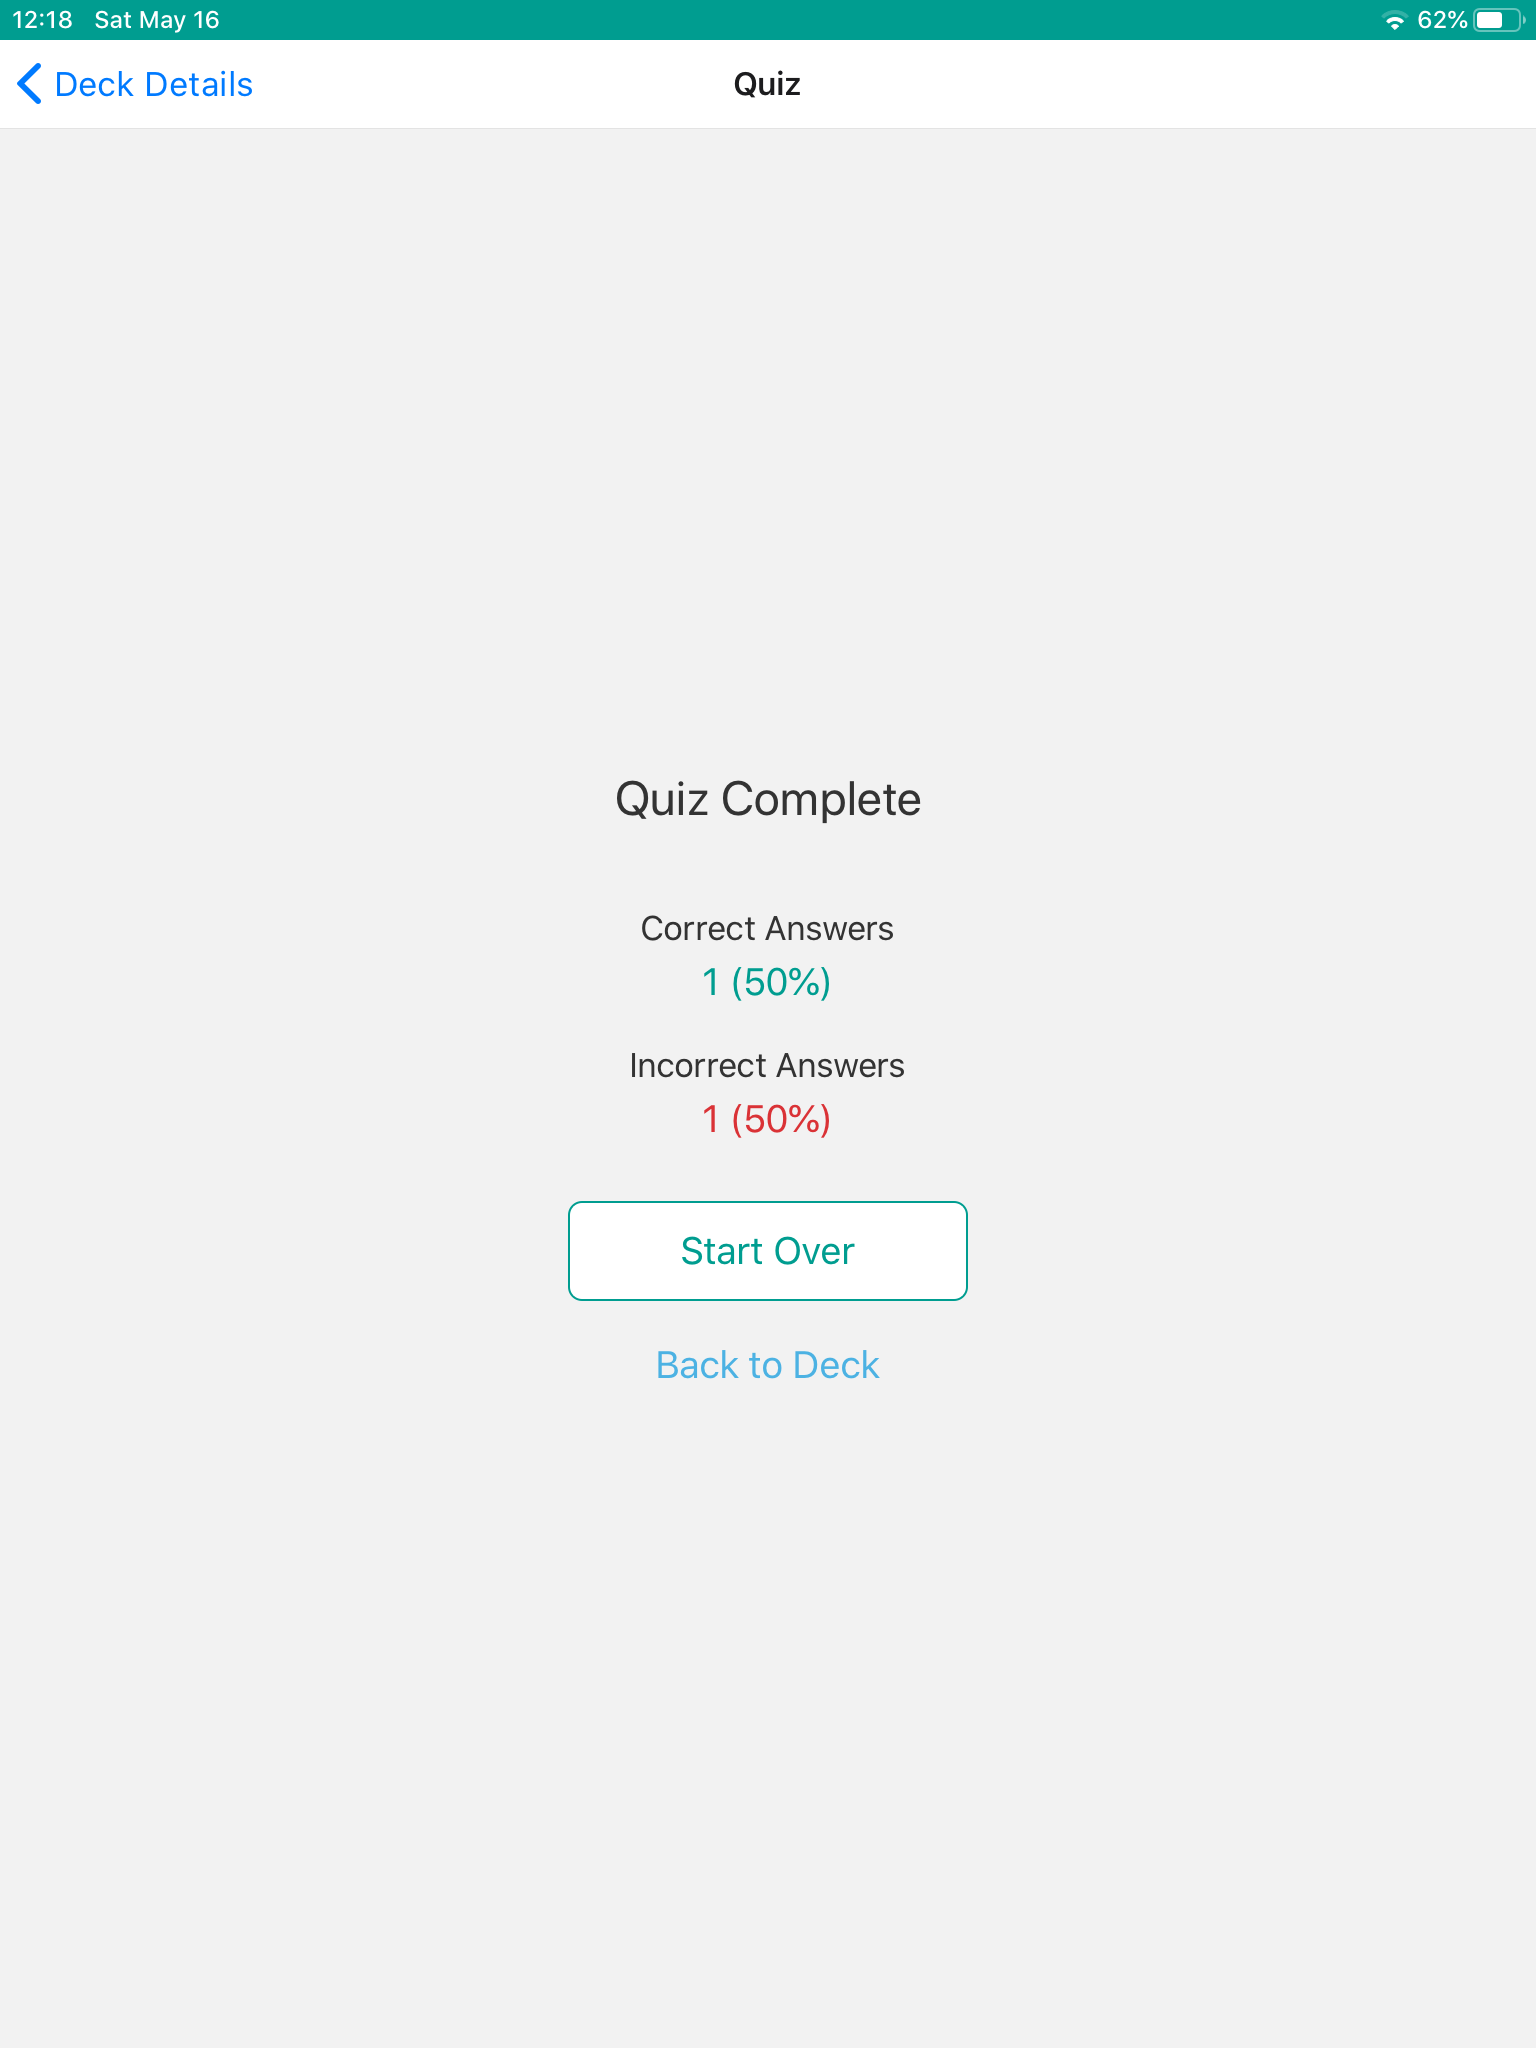 12:18 Sat May 16 62%
Deck Details Quiz
Quiz Complete
Correct Answers
1 (50%)
Incorrect Answers
1 (50%)
Start Over
Back to Deck